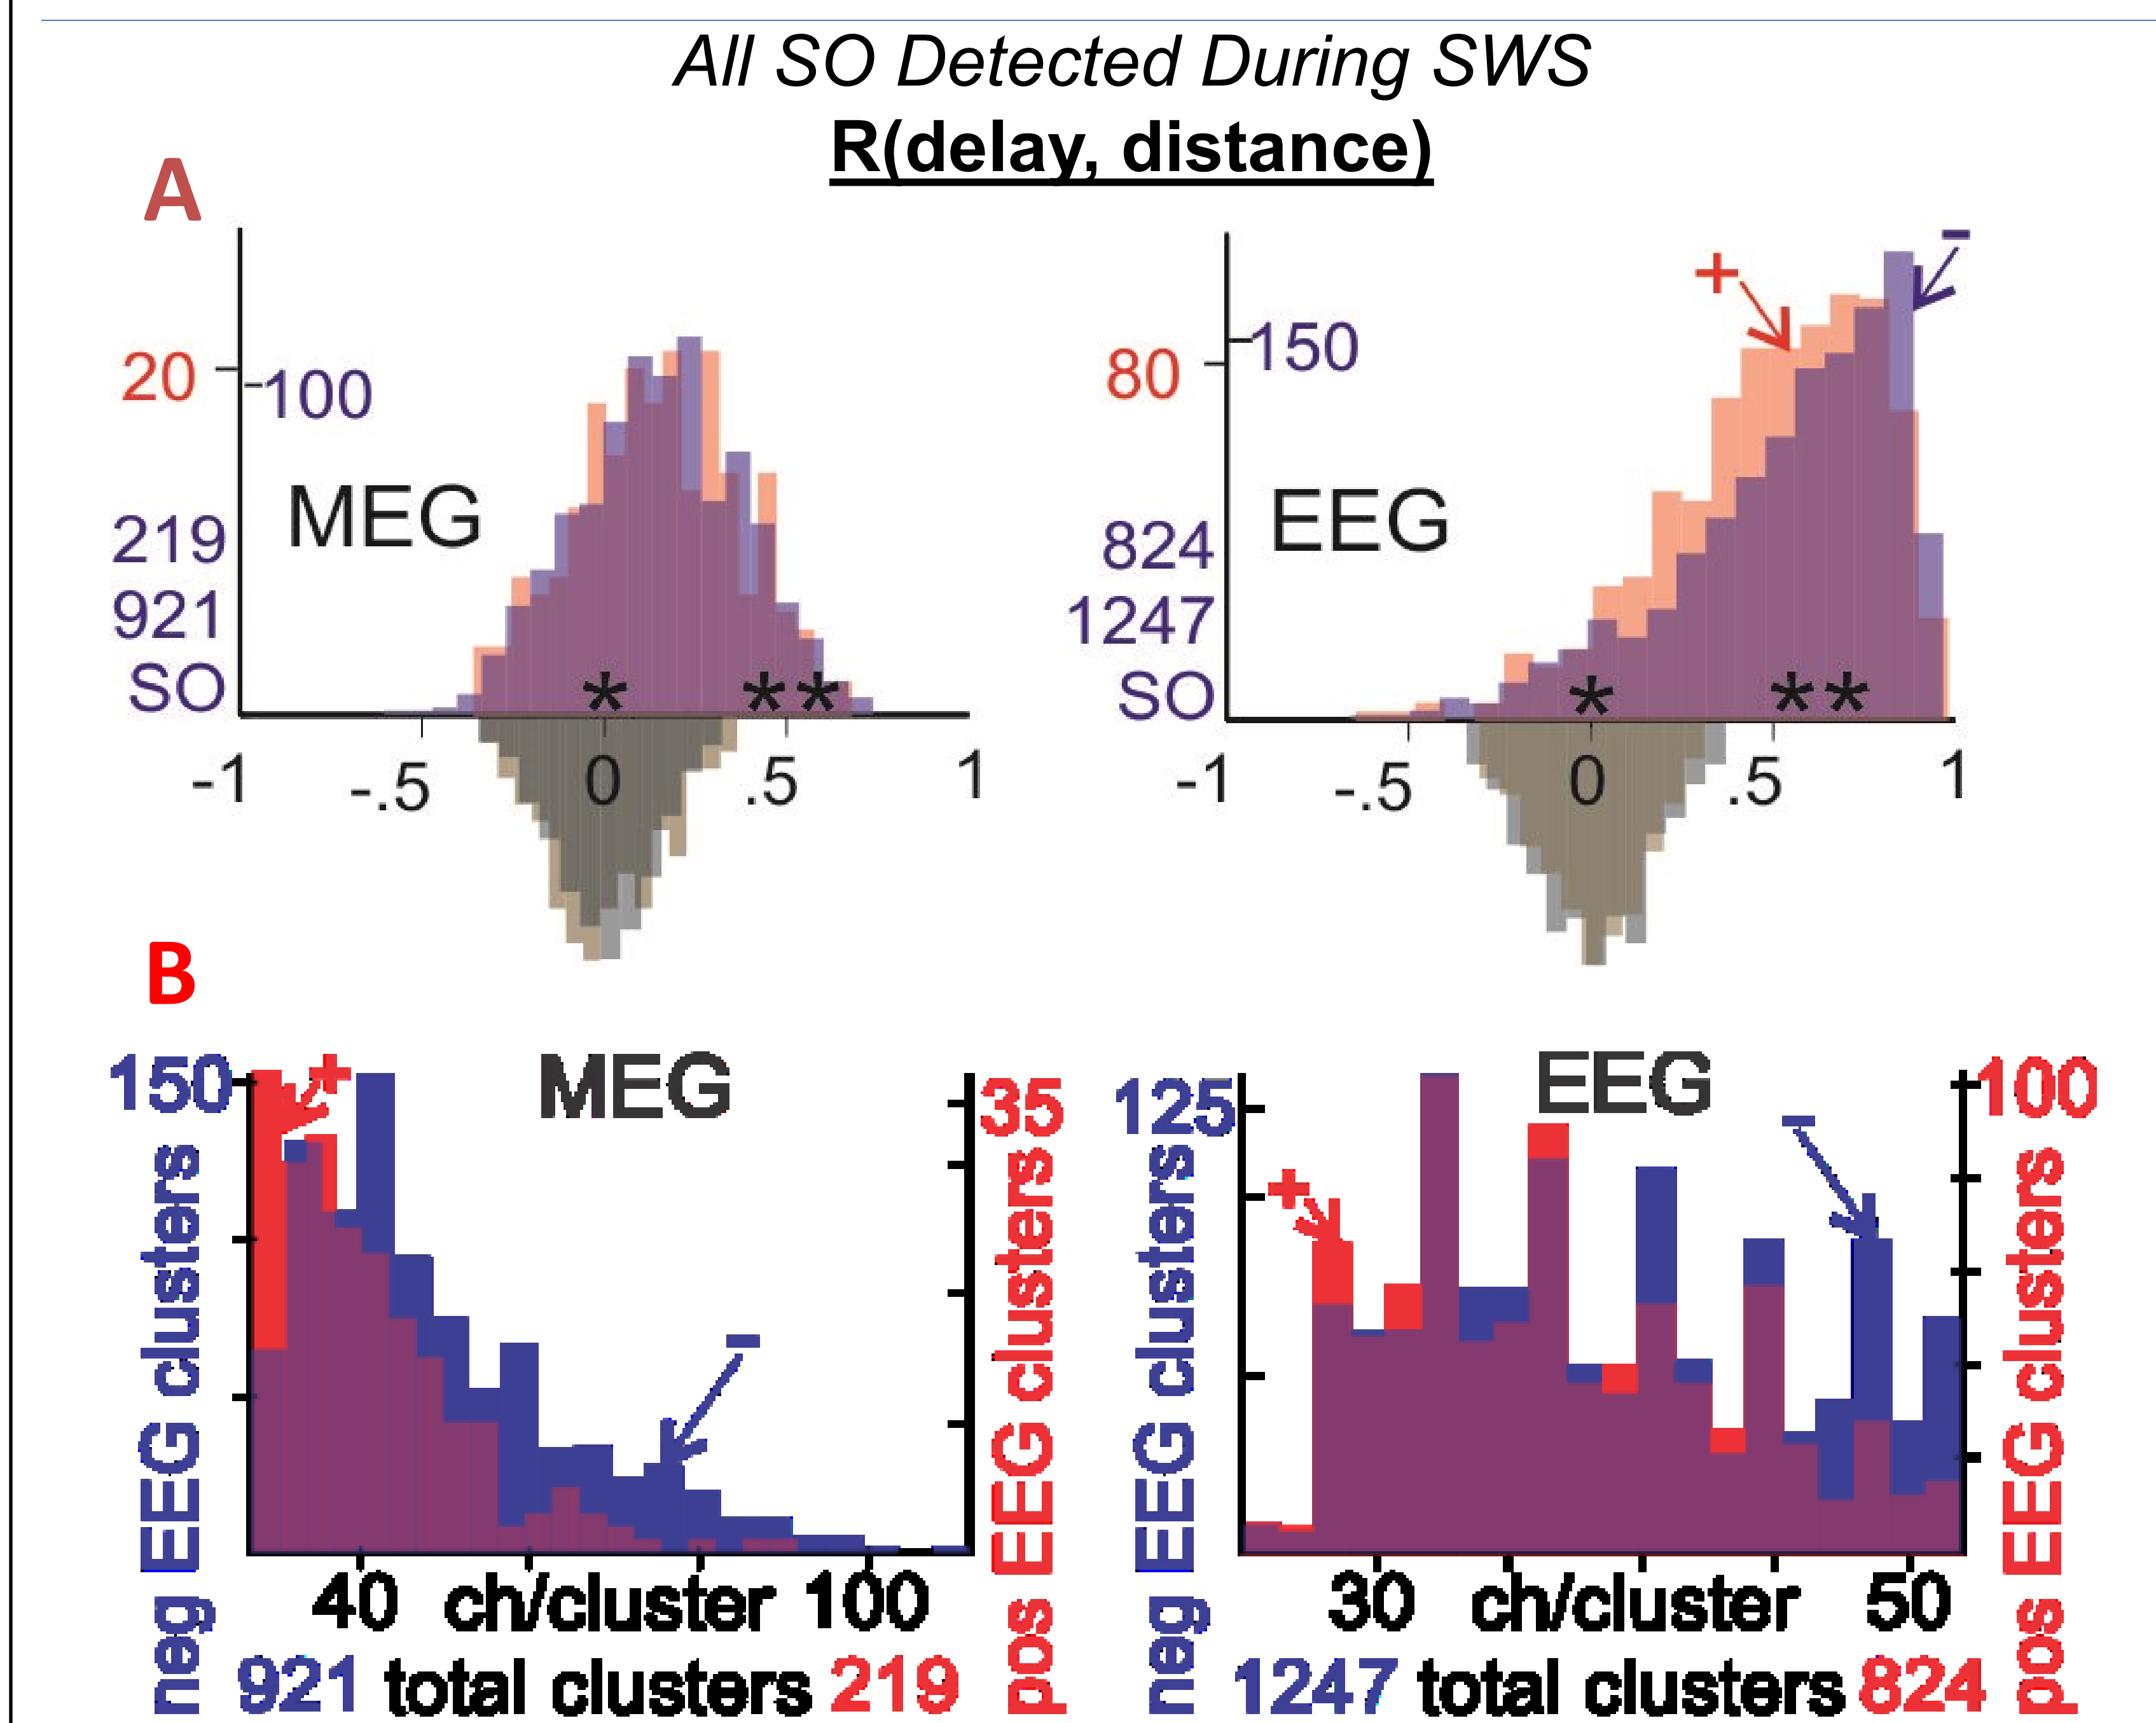 All SO Detected During SWS
R(delay, distance)
A
20
100
MEG
219
921
SO
* * *
-1 -.5 0 .5 1
+
-
80
150
EEG
824
1247
SO
* * *
-1 -.5 0 .5 1
B
150
neg EEG clusters
+
MEG
-
35
pos EEG clusters
40 ch/cluster 100
921 total clusters 219
125
neg EEG clusters
+
EEG
-
100
pos EEG clusters
30 ch/cluster 50
1247 total clusters 824